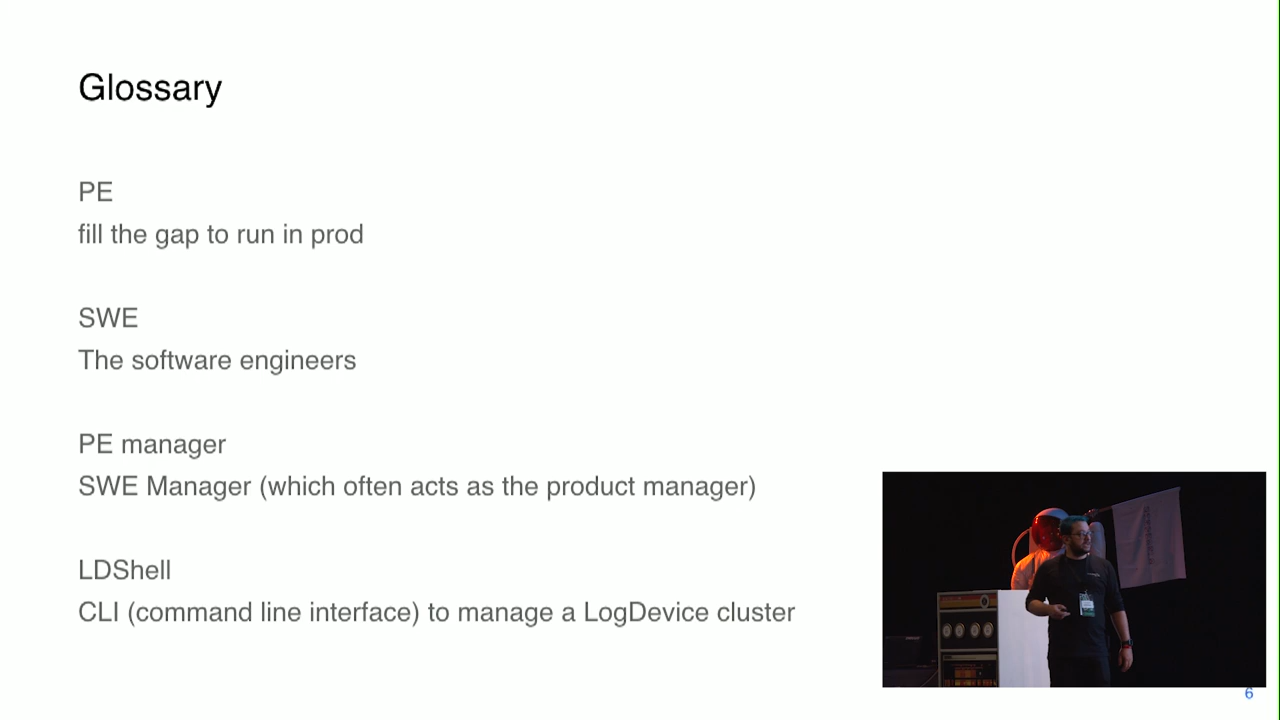 Glossary
PE
fill the gap to run in prod
SWE
The software engineers
PE manager
SWE Manager (which often acts as the product manager)
LDShell
CLI (command line interface) to manage a LogDevice cluster
6